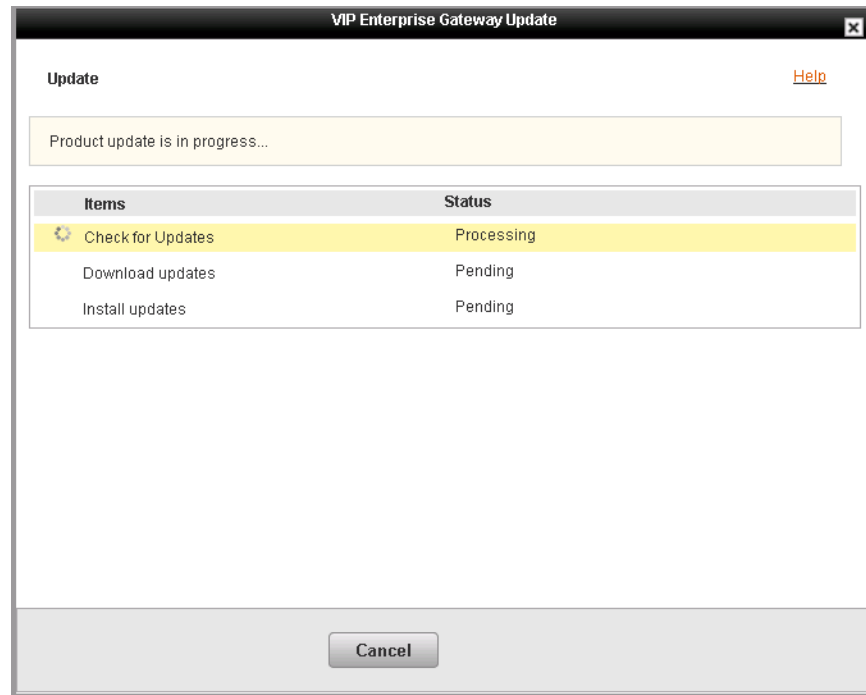 VIP Enterprise Gateway Update
Update
Help
Product update is in progress...
Items Status
Check for Updates Processing
Download updates Pending
Install updates Pending
Cancel